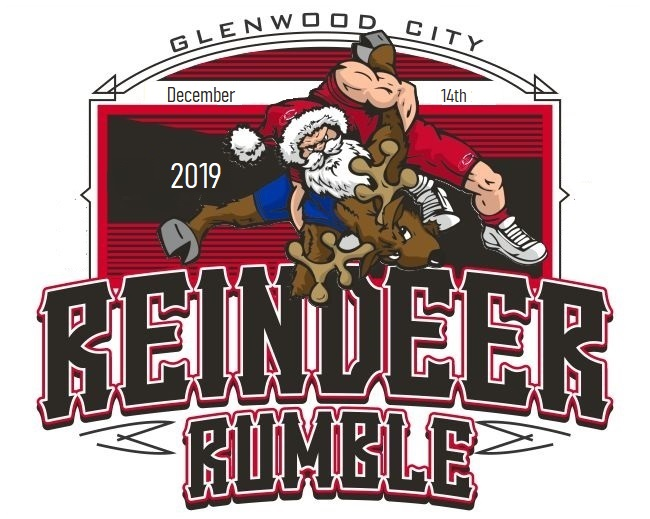 GLENWOOD CITY
December 14th
2019
REINDEER
RUMBLE